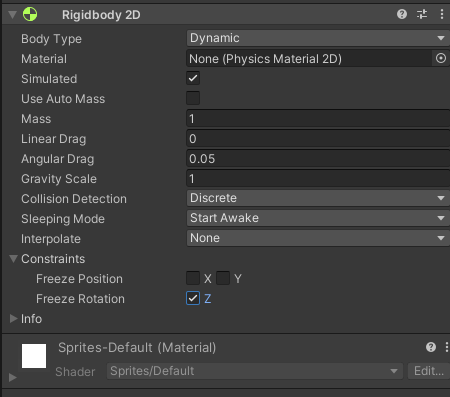 Rigidbody 2D
Body Type Dynamic
Material None (Physics Material 2D)
Simulated
Use Auto Mass
Mass 1
Linear Drag 0
Angular Drag 0.05
Gravity Scale 1
Collision Detection Discrete
Sleeping Mode Start Awake
Interpolate None
Constraints
Freeze Position X Y
Freeze Rotation Z
Info
Sprites-Default (Material)
Shader Sprites/Default Edit...